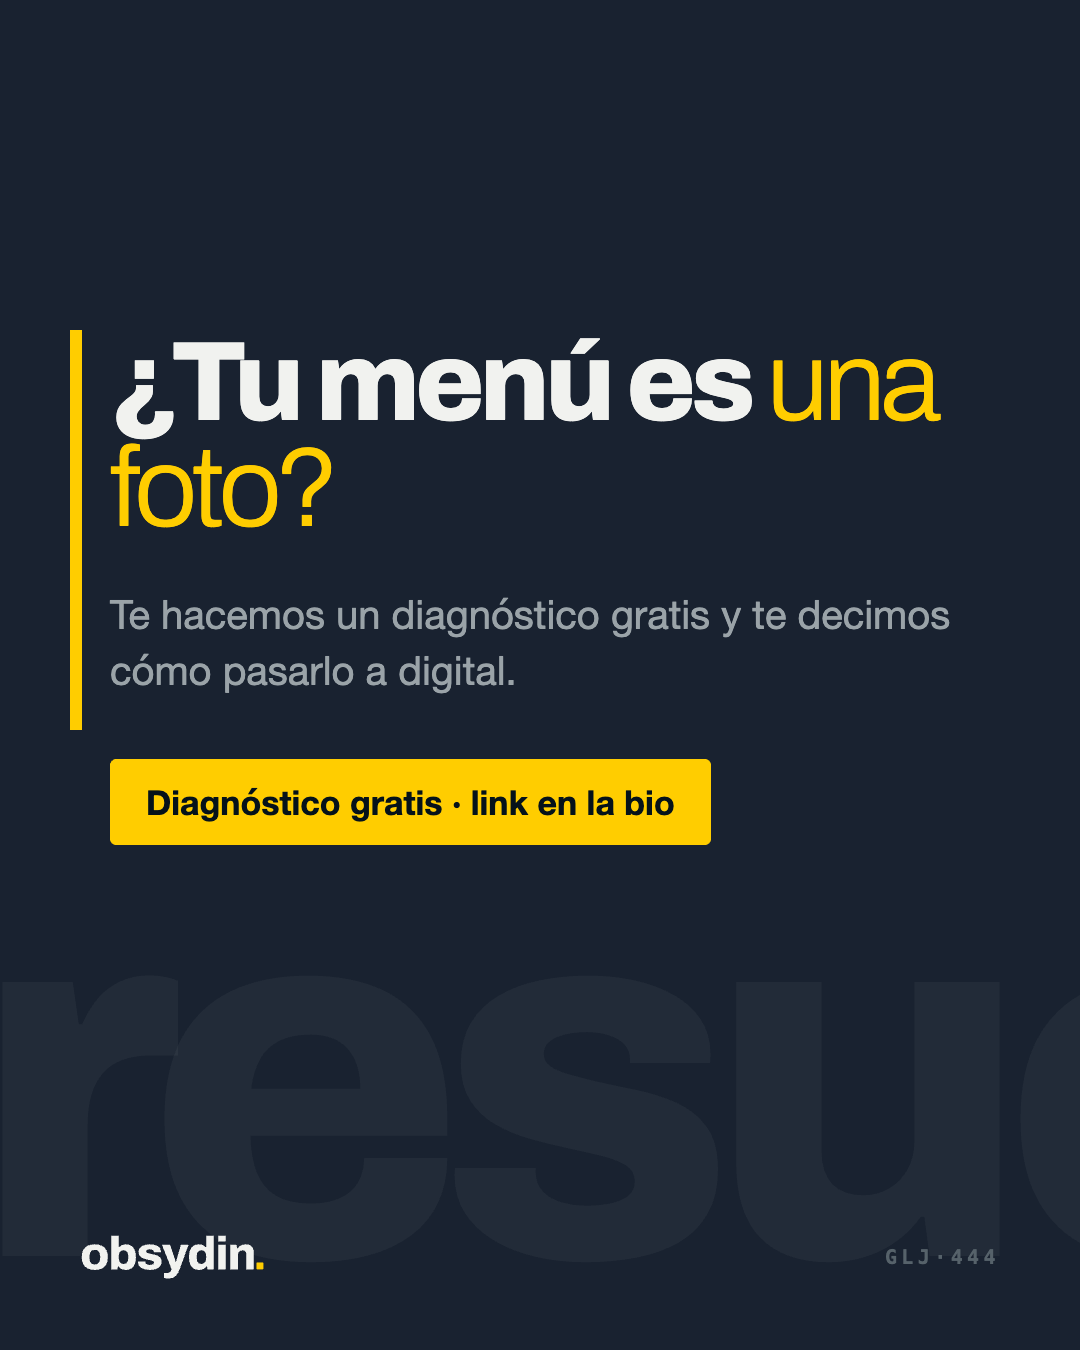 ¿Tu menú es una
foto?
Te hacemos un diagnóstico gratis y te decimos
cómo pasarlo a digital.
Diagnóstico gratis · link en la bio
resu
obsydin.
GLJ·444